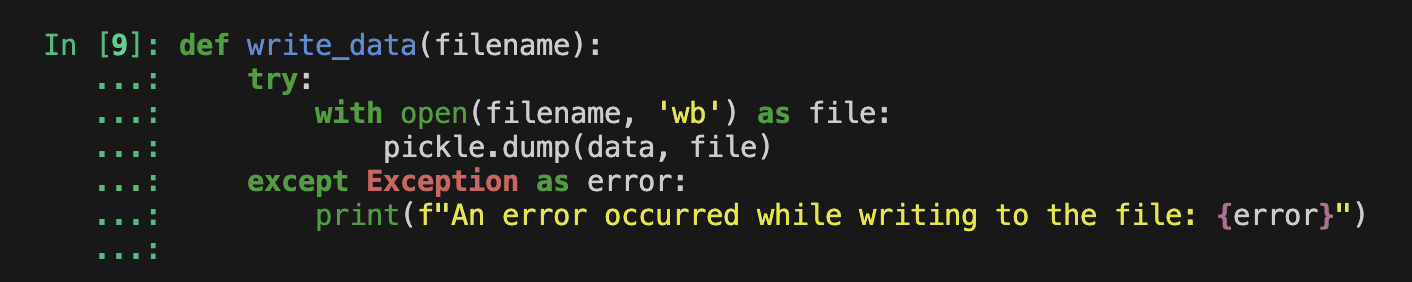 In [9]: def write_data(filename):
   ...:     try:
   ...:         with open(filename, 'wb') as file:
   ...:             pickle.dump(data, file)
   ...:     except Exception as error:
   ...:         print(f"An error occurred while writing to the file: {error}")
   ...: